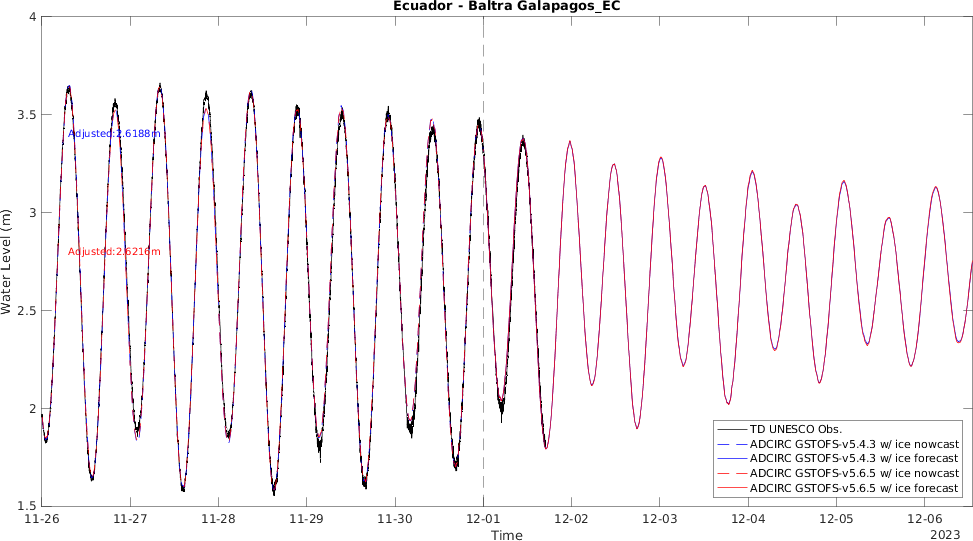 Ecuador - Baltra Galapagos_EC
4
3.5
3
2.5
2
1.5
Water Level (m)
Adjusted:2.6188m
Adjusted:2.6216m
TD UNESCO Obs.
ADCIRC GSTOFS-v5.4.3 w/ ice nowcast
ADCIRC GSTOFS-v5.4.3 w/ ice forecast
ADCIRC GSTOFS-v5.6.5 w/ ice nowcast
ADCIRC GSTOFS-v5.6.5 w/ ice forecast
11-26 11-27 11-28 11-29 11-30 12-01 12-02 12-03 12-04 12-05 12-06
Time
2023